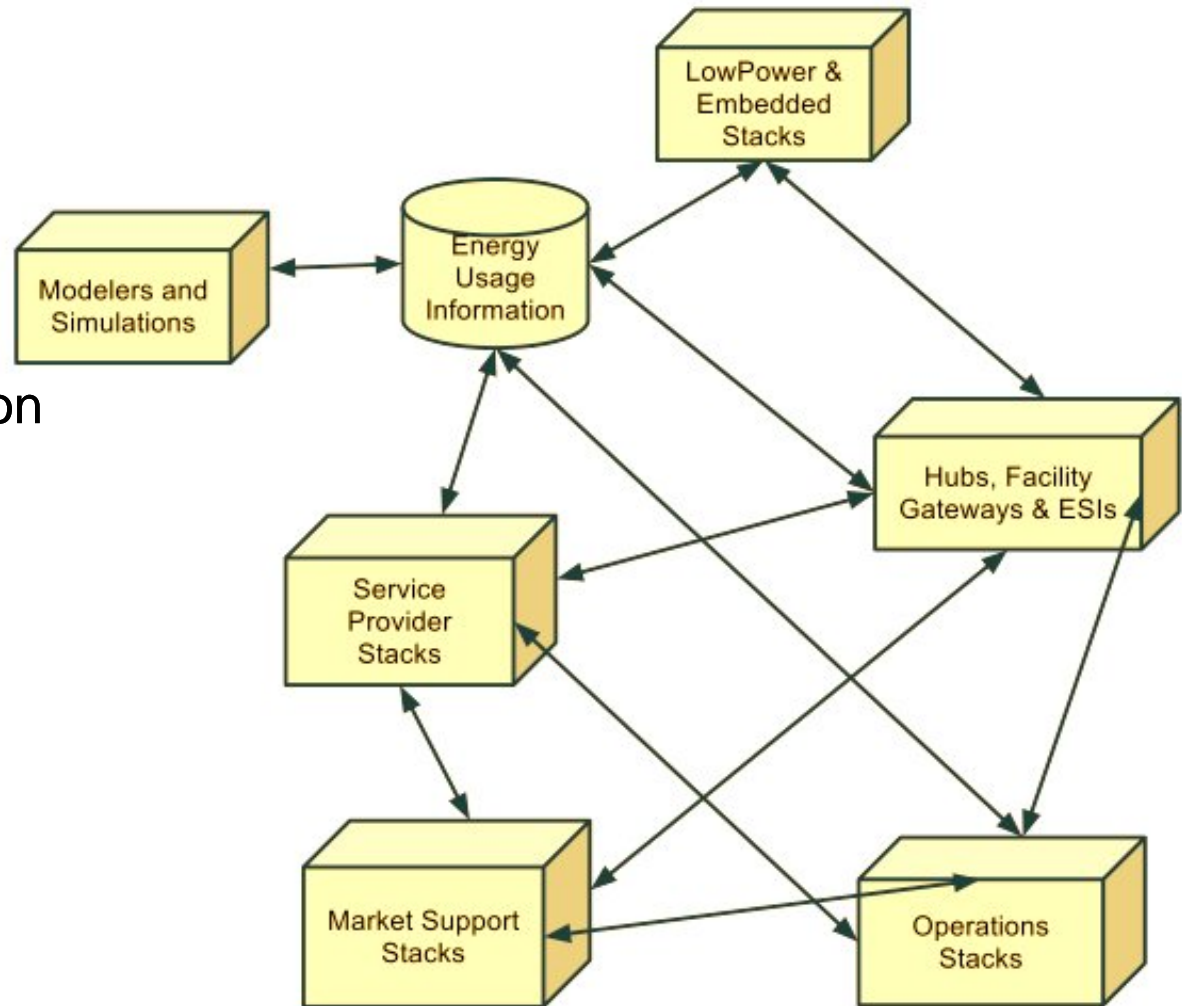 LowPower &
Embedded
Stacks
Energy
Usage
Information
Modelers and
Simulations
on
Hubs, Facility
Gateways & ESIs
Service
Provider
Stacks
Market Support
Stacks
Operations
Stacks